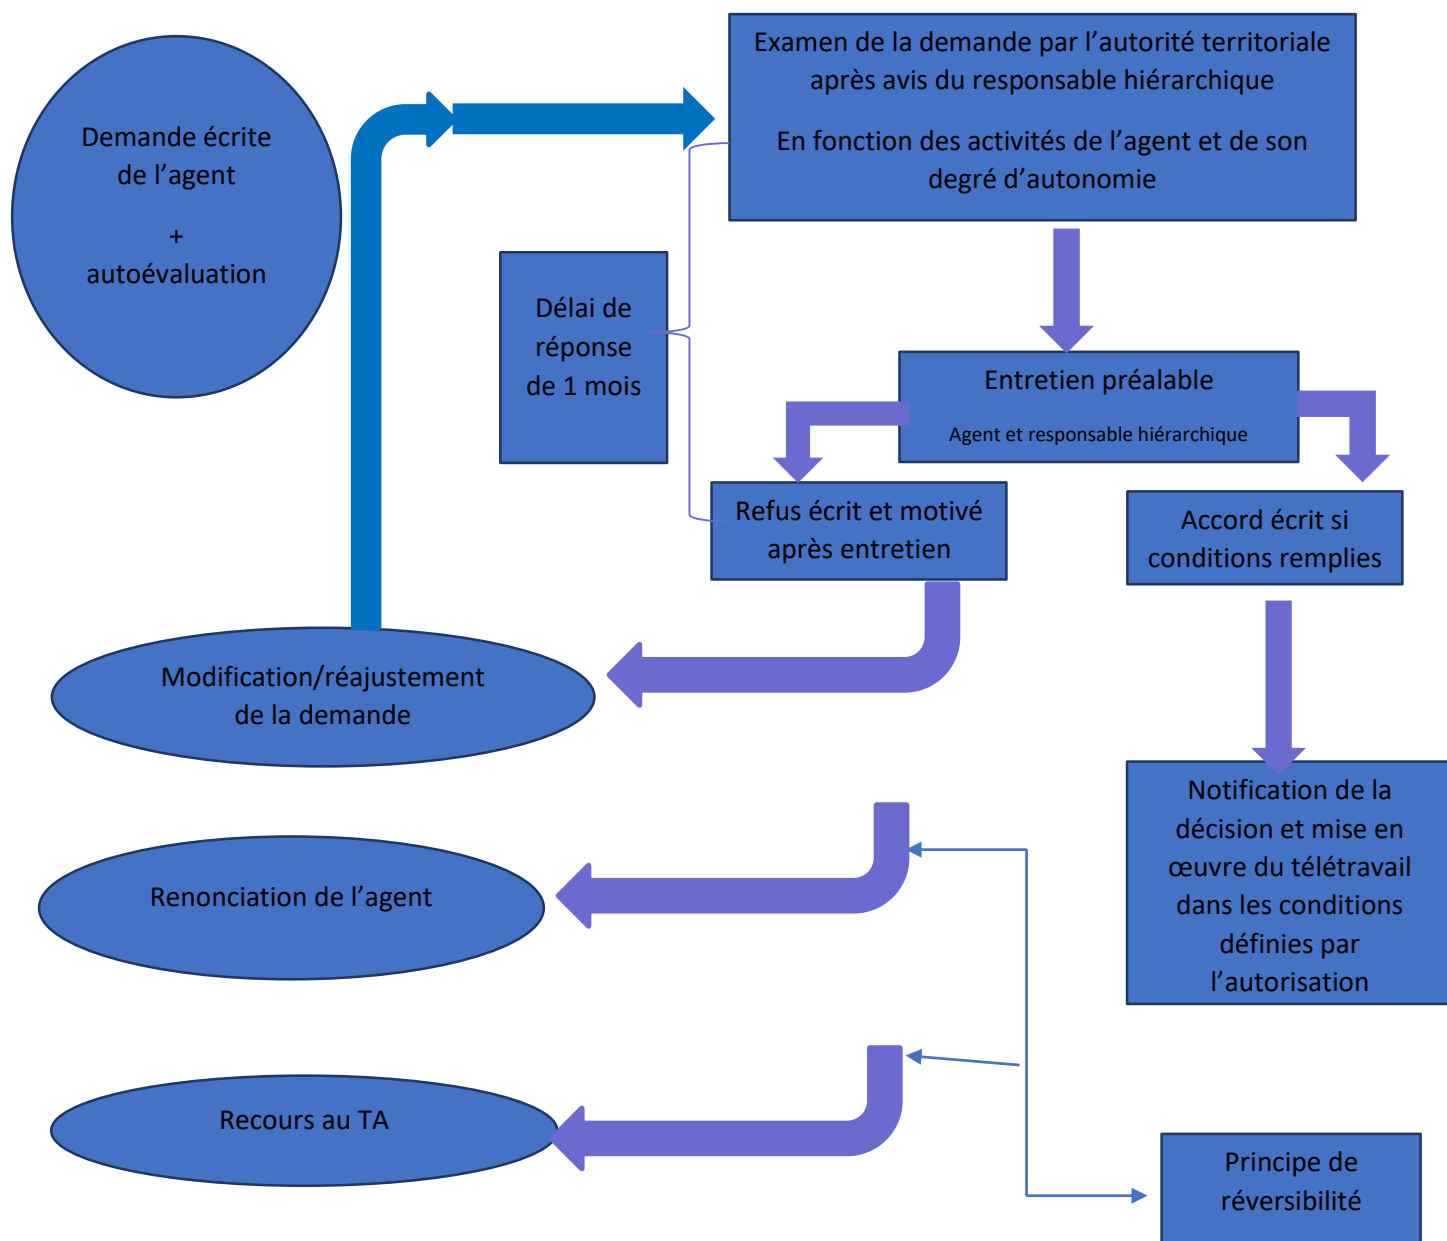 Demande écrite
de l’agent
+
autoévaluation
Examen de la demande par l’autorité territoriale
après avis du responsable hiérarchique
En fonction des activités de l’agent et de son
degré d’autonomie
Délai de
réponse
de 1 mois
Entretien préalable
Agent et responsable hiérarchique
Refus écrit et motivé
après entretien
Accord écrit si
conditions remplies
Modification/réajustement
de la demande
Notification de la
décision et mise en
œuvre du télétravail
dans les conditions
définies par
l’autorisation
Renonciation de l’agent
Recours au TA
Principe de
réversibilité